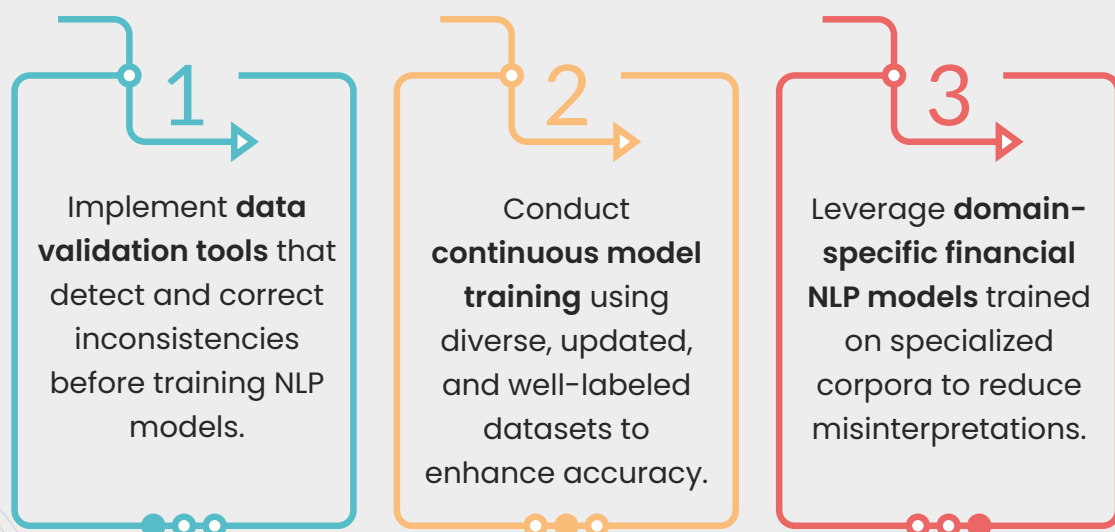 1
Implement data
validation tools that
detect and correct
inconsistencies
before training NLP
models.
2
Conduct
continuous model
training using
diverse, updated,
and well-labeled
datasets to
enhance accuracy.
3
Leverage domain-
specific financial
NLP models trained
on specialized
corpora to reduce
misinterpretations.